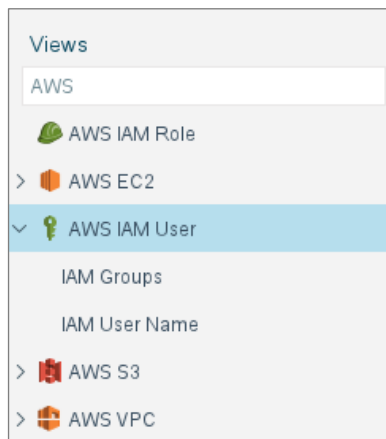 Views
AWS
AWS IAM Role
AWS EC2
AWS IAM User
IAM Groups
IAM User Name
AWS S3
AWS VPC